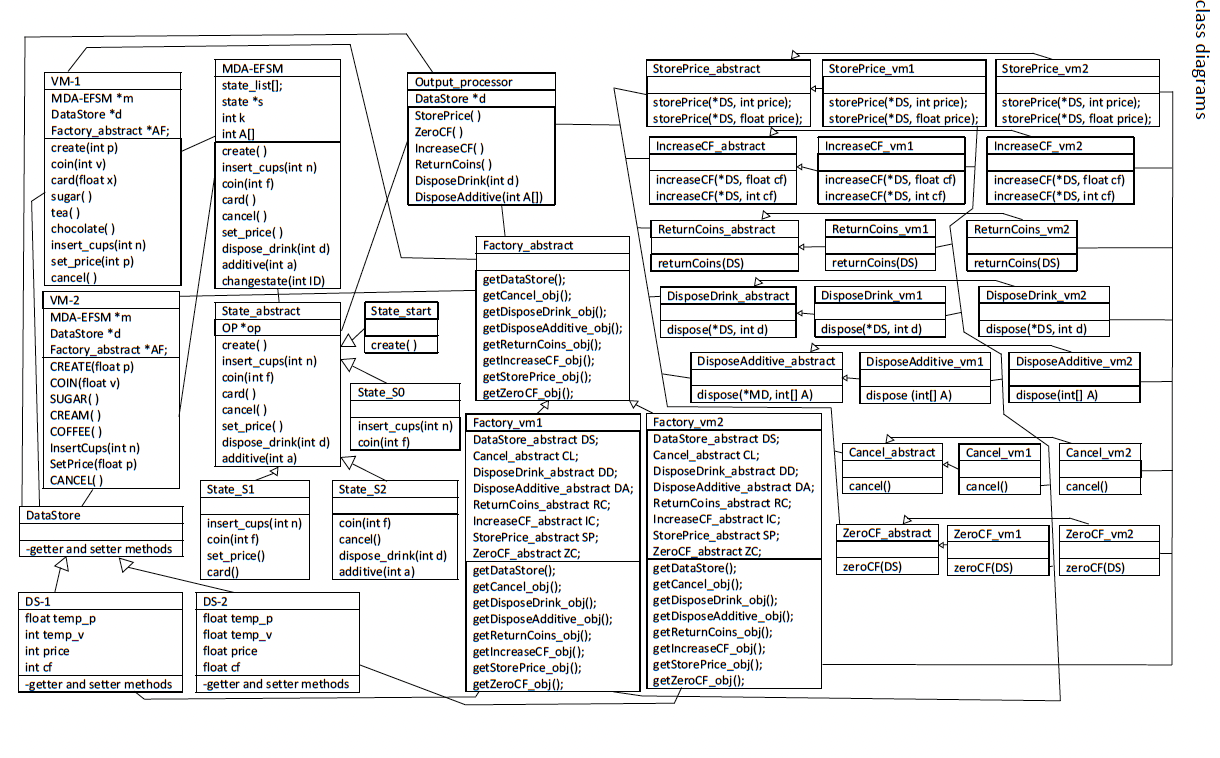 class diagrams
VM-1
MDA-EFSM *m
DataStore *d
Factory_abstract *AF;
create(int p)
coin(int v)
card(float x)
sugar( )
tea( )
chocolate( )
insert_cups(int n)
set_price(int p)
cancel( )
MDA-EFSM
state_list[];
state *s
int k
int A[]
create( )
insert_cups(int n)
coin(int f)
card( )
cancel( )
set_price( )
dispose_drink(int d)
additive(int a)
changestate(int ID)
Output_processor
DataStore *d
StorePrice( )
ZeroCF( )
IncreaseCF( )
ReturnCoins( )
DisposeDrink(int d)
DisposeAdditive(int A[])
VM-2
MDA-EFSM *m
DataStore *d
Factory_abstract *AF;
CREATE(float p)
COIN(float v)
SUGAR( )
CREAM( )
COFFEE( )
InsertCups(int n)
SetPrice(float p)
CANCEL( )
State_abstract
OP *op
create( )
insert_cups(int n)
coin(int f)
card( )
cancel( )
set_price( )
dispose_drink(int d)
additive(int a)
State_start
create( )
State_S0
insert_cups(int n)
coin(int f)
State_S1
insert_cups(int n)
coin(int f)
set_price()
card()
State_S2
coin(int f)
cancel()
dispose_drink(int d)
additive(int a)
DataStore
-getter and setter methods
DS-1
float temp_p
int temp_v
int price
int cf
-getter and setter methods
DS-2
float temp_p
float temp_v
float price
float cf
-getter and setter methods
Factory_abstract
getDataStore();
getCancel_obj();
getDisposeDrink_obj();
getDisposeAdditive_obj();
getReturnCoins_obj();
getIncreaseCF_obj();
getStorePrice_obj();
getZeroCF_obj();
Factory_vm1
DataStore_abstract DS;
Cancel_abstract CL;
DisposeDrink_abstract DD;
DisposeAdditive_abstract DA;
ReturnCoins_abstract RC;
IncreaseCF_abstract IC;
StorePrice_abstract SP;
ZeroCF_abstract ZC;
getDataStore();
getCancel_obj();
getDisposeDrink_obj();
getDisposeAdditive_obj();
getReturnCoins_obj();
getIncreaseCF_obj();
getStorePrice_obj();
getZeroCF_obj();
Factory_vm2
DataStore_abstract DS;
Cancel_abstract CL;
DisposeDrink_abstract DD;
DisposeAdditive_abstract DA;
ReturnCoins_abstract RC;
IncreaseCF_abstract IC;
StorePrice_abstract SP;
ZeroCF_abstract ZC;
getDataStore();
getCancel_obj();
getDisposeDrink_obj();
getDisposeAdditive_obj();
getReturnCoins_obj();
getIncreaseCF_obj();
getStorePrice_obj();
getZeroCF_obj();
StorePrice_abstract
storePrice(*DS, int price);
storePrice(*DS, float price);
StorePrice_vm1
storePrice(*DS, int price);
storePrice(*DS, float price);
StorePrice_vm2
storePrice(*DS, int price);
storePrice(*DS, float price);
IncreaseCF_abstract
increaseCF(*DS, float cf)
increaseCF(*DS, int cf)
IncreaseCF_vm1
increaseCF(*DS, float cf)
increaseCF(*DS, int cf)
IncreaseCF_vm2
increaseCF(*DS, float cf)
increaseCF(*DS, int cf)
ReturnCoins_abstract
returnCoins(DS)
ReturnCoins_vm1
returnCoins(DS)
ReturnCoins_vm2
returnCoins(DS)
DisposeDrink_abstract
dispose(*DS, int d)
DisposeDrink_vm1
dispose(*DS, int d)
DisposeDrink_vm2
dispose(*DS, int d)
DisposeAdditive_abstract
dispose(*MD, int[] A)
DisposeAdditive_vm1
dispose (int[] A)
DisposeAdditive_vm2
dispose(int[] A)
Cancel_abstract
cancel()
Cancel_vm1
cancel()
Cancel_vm2
cancel()
ZeroCF_abstract
zeroCF(DS)
ZeroCF_vm1
zeroCF(DS)
ZeroCF_vm2
zeroCF(DS)